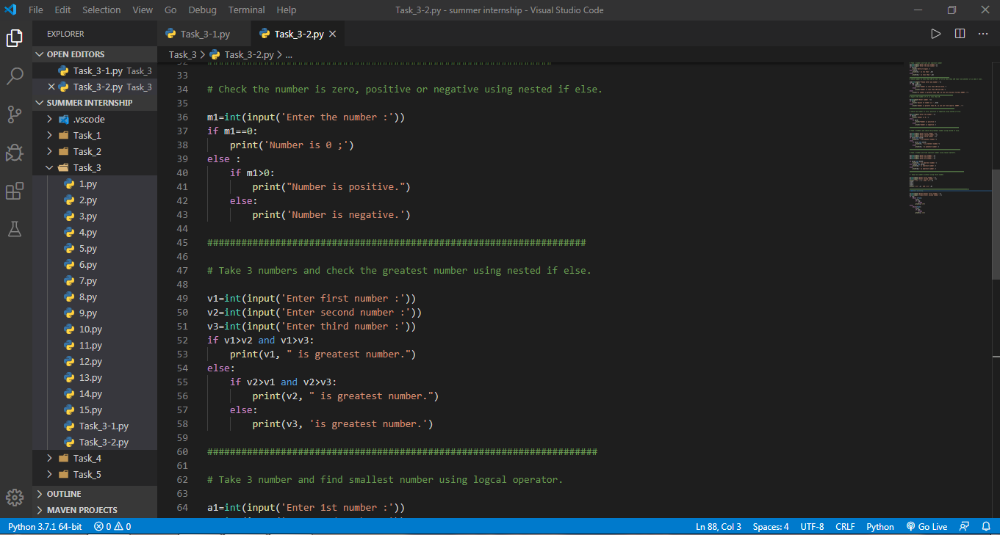 File Edit Selection View Go Debug Terminal Help
Task_3-2.py - summer internship - Visual Studio Code
EXPLORER
OPEN EDITORS
Task_3-1.py Task_3
Task_3-2.py Task_3
SUMMER INTERNSHIP
.vscode
Task_1
Task_2
Task_3
1.py
2.py
3.py
4.py
5.py
6.py
7.py
8.py
9.py
10.py
11.py
12.py
13.py
14.py
15.py
Task_3-1.py
Task_3-2.py
Task_4
Task_5
OUTLINE
MAVEN PROJECTS
Task_3-1.py
Task_3-2.py
Task_3 > Task_3-2.py > ...
33
34 # Check the number is zero, positive or negative using nested if else.
35
36 m1=int(input('Enter the number :'))
37 if m1==0:
38     print('Number is 0 ;')
39 else :
40     if m1>0:
41         print("Number is positive.")
42     else:
43         print('Number is negative.')
44
45 ###################################################################
46
47 # Take 3 numbers and check the greatest number using nested if else.
48
49 v1=int(input('Enter first number :'))
50 v2=int(input('Enter second number :'))
51 v3=int(input('Enter third number :'))
52 if v1>v2 and v1>v3:
53     print(v1, " is greatest number.")
54 else:
55     if v2>v1 and v2>v3:
56         print(v2, " is greatest number.")
57     else:
58         print(v3, 'is greatest number.')
59
60 #####################################################################
61
62 # Take 3 number and find smallest number using logcal operator.
63
64 a1=int(input('Enter 1st number :'))
Python 3.7.1 64-bit 0 0
Ln 88, Col 3 Spaces: 4 UTF-8 CRLF Python Go Live